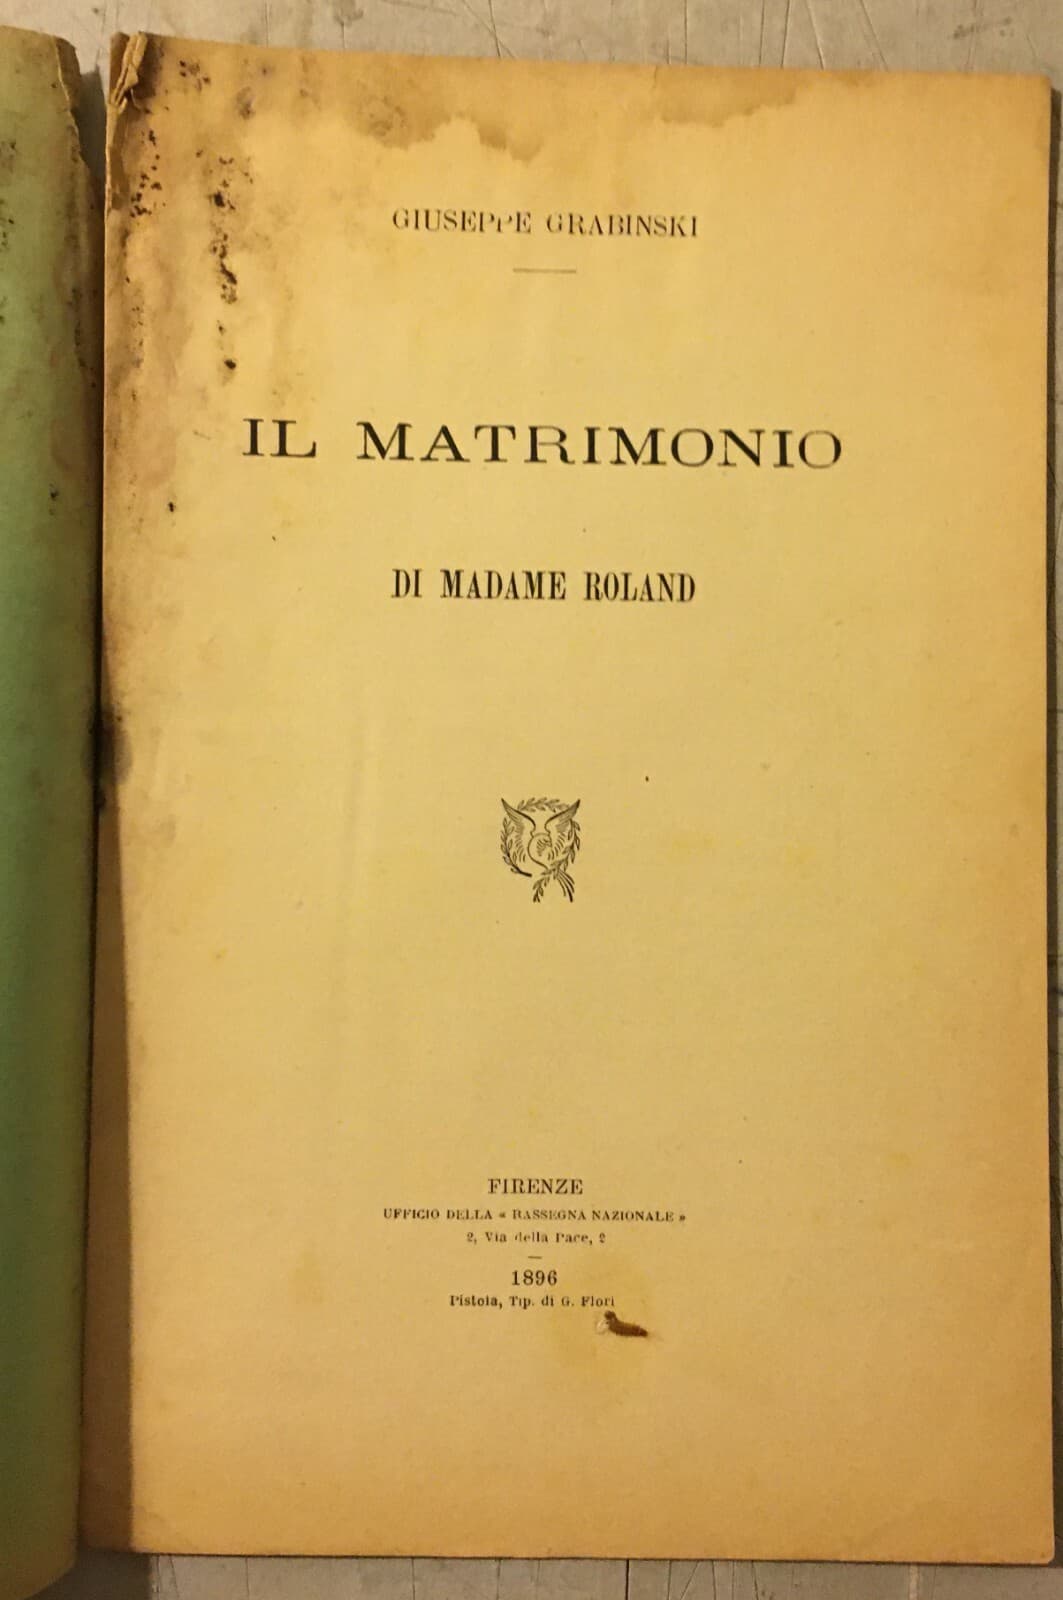 GIUSEPPE GRABINSKI
IL MATRIMONIO
DI MADAME ROLAND
FIRENZE
UFFICIO DELLA « RASSEGNA NAZIONALE »
2, Via della Pace, 2
1896
Pistoia, Tip. di G. Flori